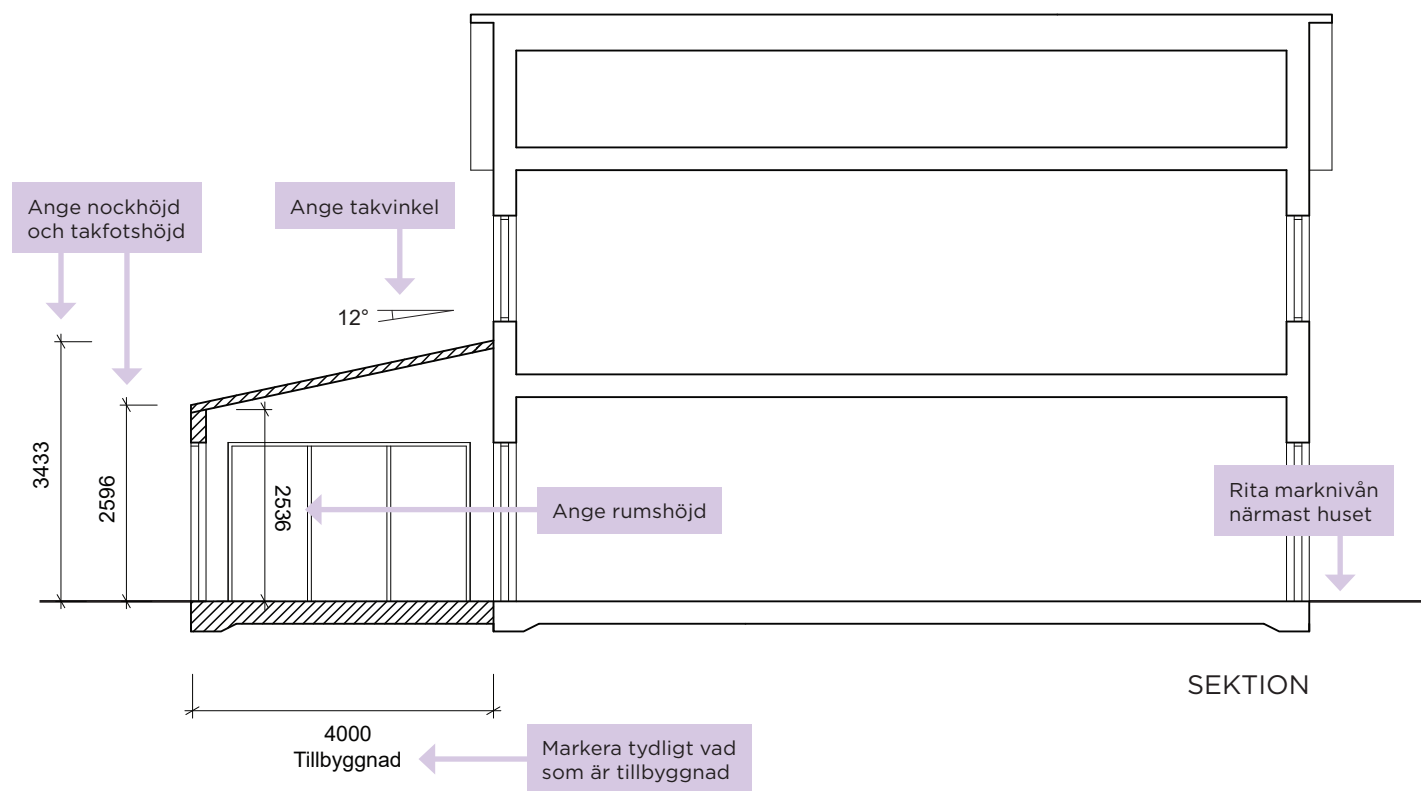 Ange nockhöjd
och takfotshöjd
Ange takvinkel
12°
3433
2596
2536
Ange rumshöjd
Rita marknivån
närmast huset
SEKTION
4000
Tillbyggnad
Markera tydligt vad
som är tillbyggnad